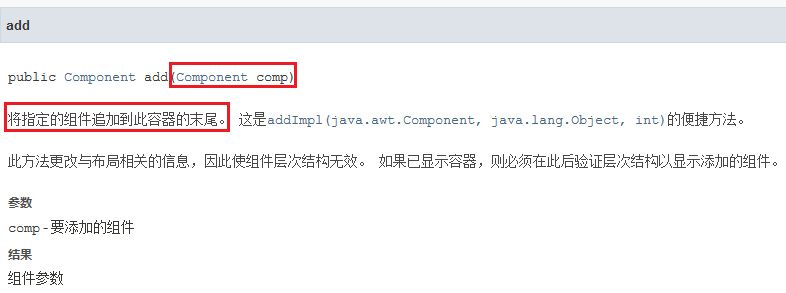 add
public Component add(Component comp)
将指定的组件追加到此容器的末尾。 这是addImpl(java.awt.Component, java.lang.Object, int)的便捷方法。
此方法更改与布局相关的信息，因此使组件层次结构无效。 如果已显示容器，则必须在此后验证层次结构以显示添加的组件。
参数
comp - 要添加的组件
结果
组件参数